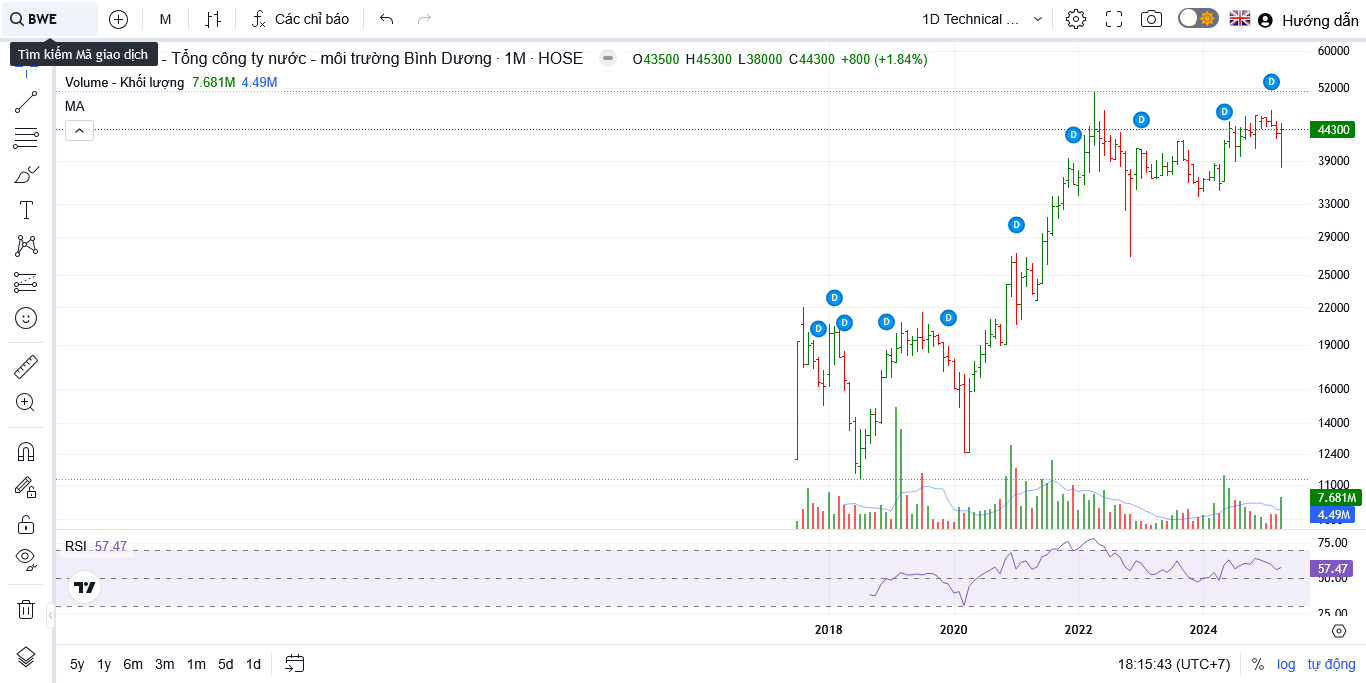 BWE
M
Các chỉ báo
1D Technical ...
Hướng dẫn
Tìm kiếm Mã giao dịch
- Tổng công ty nước - môi trường Bình Dương · 1M · HOSE
O43500 H45300 L38000 C44300 +800 (+1.84%)
Volume - Khối lượng 7.681M 4.49M
MA
60000
52000
44300
39000
33000
29000
25000
22000
19000
16000
14000
12400
11000
7.681M
4.49M
D
D
D
D
D
D
D
D
D
D
RSI 57.47
75.00
57.47
50.00
25.00
2018 2020 2022 2024
5y 1y 6m 3m 1m 5d 1d
18:15:43 (UTC+7) % log tự động